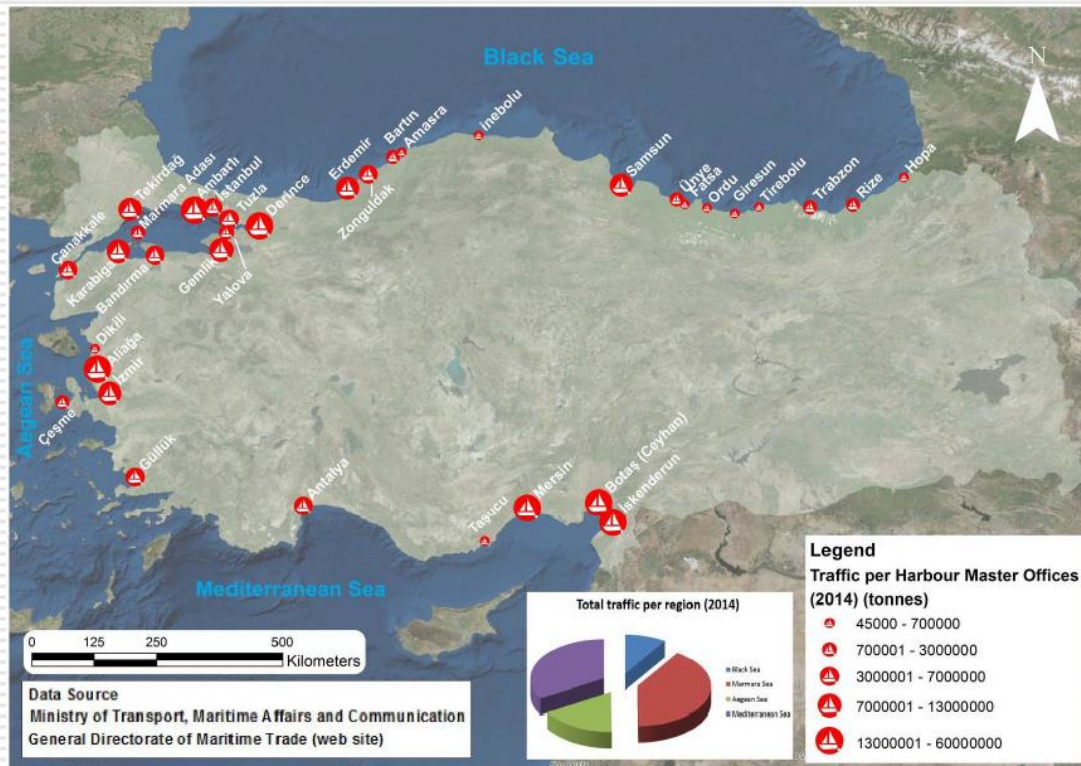 Black Sea
N
İnebolu
Amasra
Bartın
Erdemir
Zonguldak
Samsun
Ünye
Fatsa
Ordu
Giresun
Tirebolu
Trabzon
Rize
Hopa
Tekirdağ
Marmara Adası
Ambarlı
İstanbul
Tuzla
Derince
Çanakkale
Karabiga
Bandırma
Gemlik
Yalova
Dikili
Aliağa
İzmir
Çeşme
Aegean Sea
Güllük
Antalya
Taşucu
Mersin
Botaş (Ceyhan)
İskenderun
Mediterranean Sea
0 125 250 500
Kilometers
Data Source
Ministry of Transport, Maritime Affairs and Communication
General Directorate of Maritime Trade (web site)
Total traffic per region (2014)
Black Sea
Marmara Sea
Aegean Sea
Mediterranean Sea
Legend
Traffic per Harbour Master Offices
(2014) (tonnes)
45000 - 700000
700001 - 3000000
3000001 - 7000000
7000001 - 13000000
13000001 - 60000000